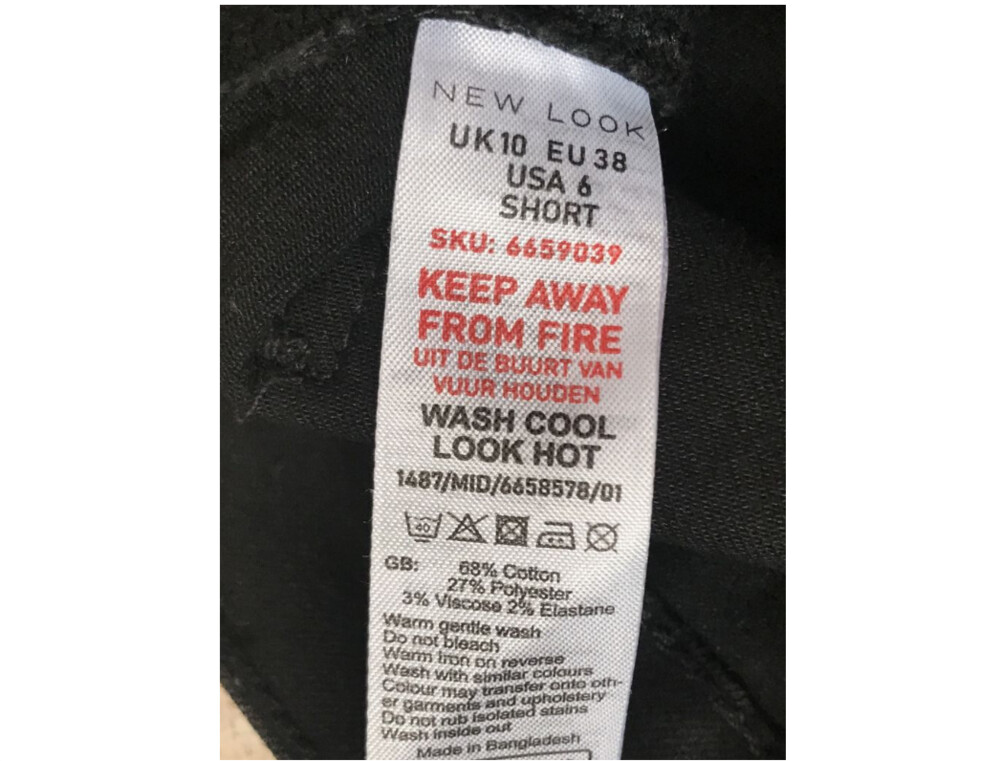 NEW LOOK
UK10 EU 38
USA 6
SHORT
SKU: 6659039
KEEP AWAY
FROM FIRE
UIT DE BUURT VAN
VUUR HOUDEN
WASH COOL
LOOK HOT
1487/MID/6658578/01
40
GB: 68% Cotton
27% Polyester
3% Viscose 2% Elastane
Warm gentle wash
Do not bleach
Warm Iron on reverse
Wash with similar colours
Colour may transfer onto oth-
er garments and upholstery
Do not rub isolated stains
Wash inside out
Made in Bangladesh